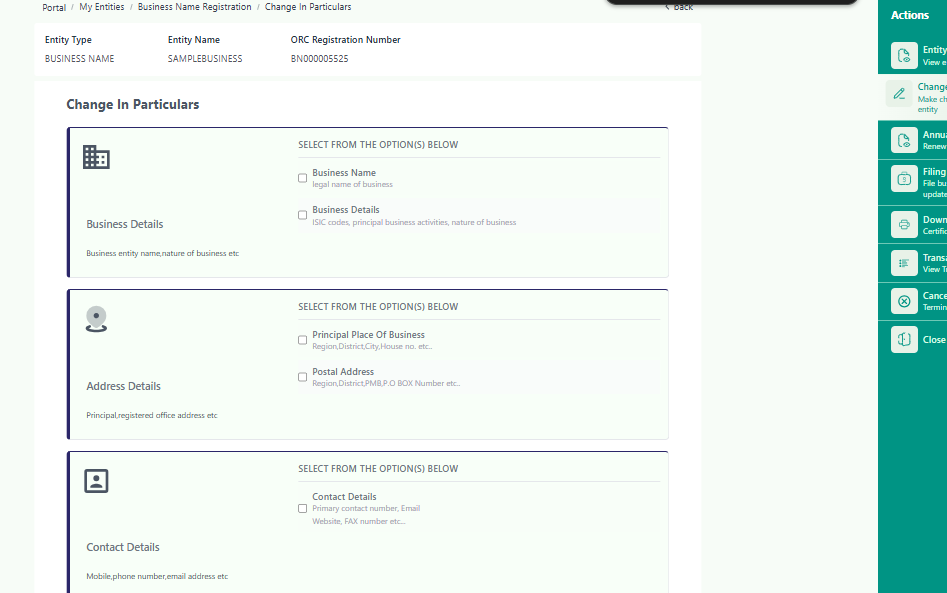 Portal / My Entities / Business Name Registration / Change In Particulars
back
Entity Type
Entity Name
ORC Registration Number
BUSINESS NAME
SAMPLEBUSINESS
BN000005525
Change In Particulars
SELECT FROM THE OPTION(S) BELOW
Business Name
legal name of business
Business Details
ISIC codes, principal business activities, nature of business
Business Details
Business entity name,nature of business etc
SELECT FROM THE OPTION(S) BELOW
Principal Place Of Business
Region,District,City,House no. etc..
Postal Address
Region,District,PMB,P.O BOX Number etc..
Address Details
Principal,registered office address etc
SELECT FROM THE OPTION(S) BELOW
Contact Details
Primary contact number, Email
Website, FAX number etc...
Contact Details
Mobile,phone number,email address etc
Actions
Entity
View e
Change
Make ch
entity
Annua
Renew
Filing
File bu
update
Down
Certific
Transa
View T
Cance
Termin
Close